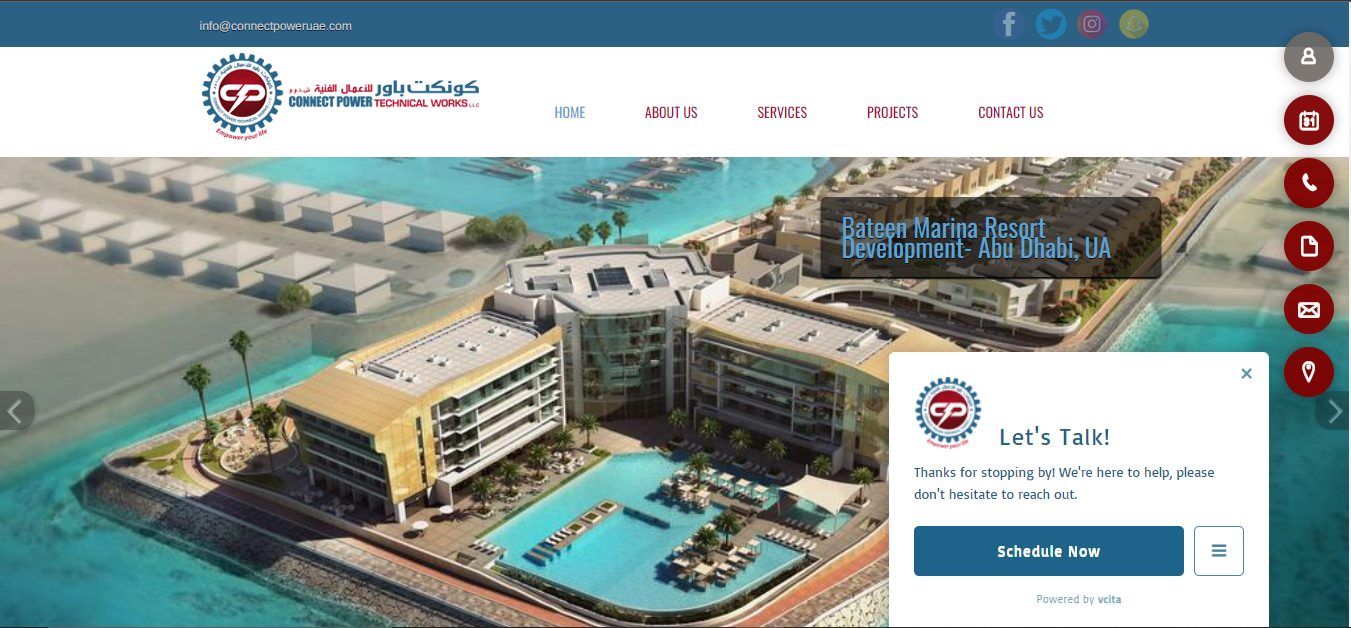 info@connectpoweruae.com
كونكت باور للأعمال الفنية ش.ذ.م.م
CONNECT POWER TECHNICAL WORKS L.L.C
Empower your life
HOME
ABOUT US
SERVICES
PROJECTS
CONTACT US
31
Bateen Marina Resort
Development- Abu Dhabi, UA
Let's Talk!
Thanks for stopping by! We're here to help, please
don't hesitate to reach out.
Schedule Now
Powered by vcita